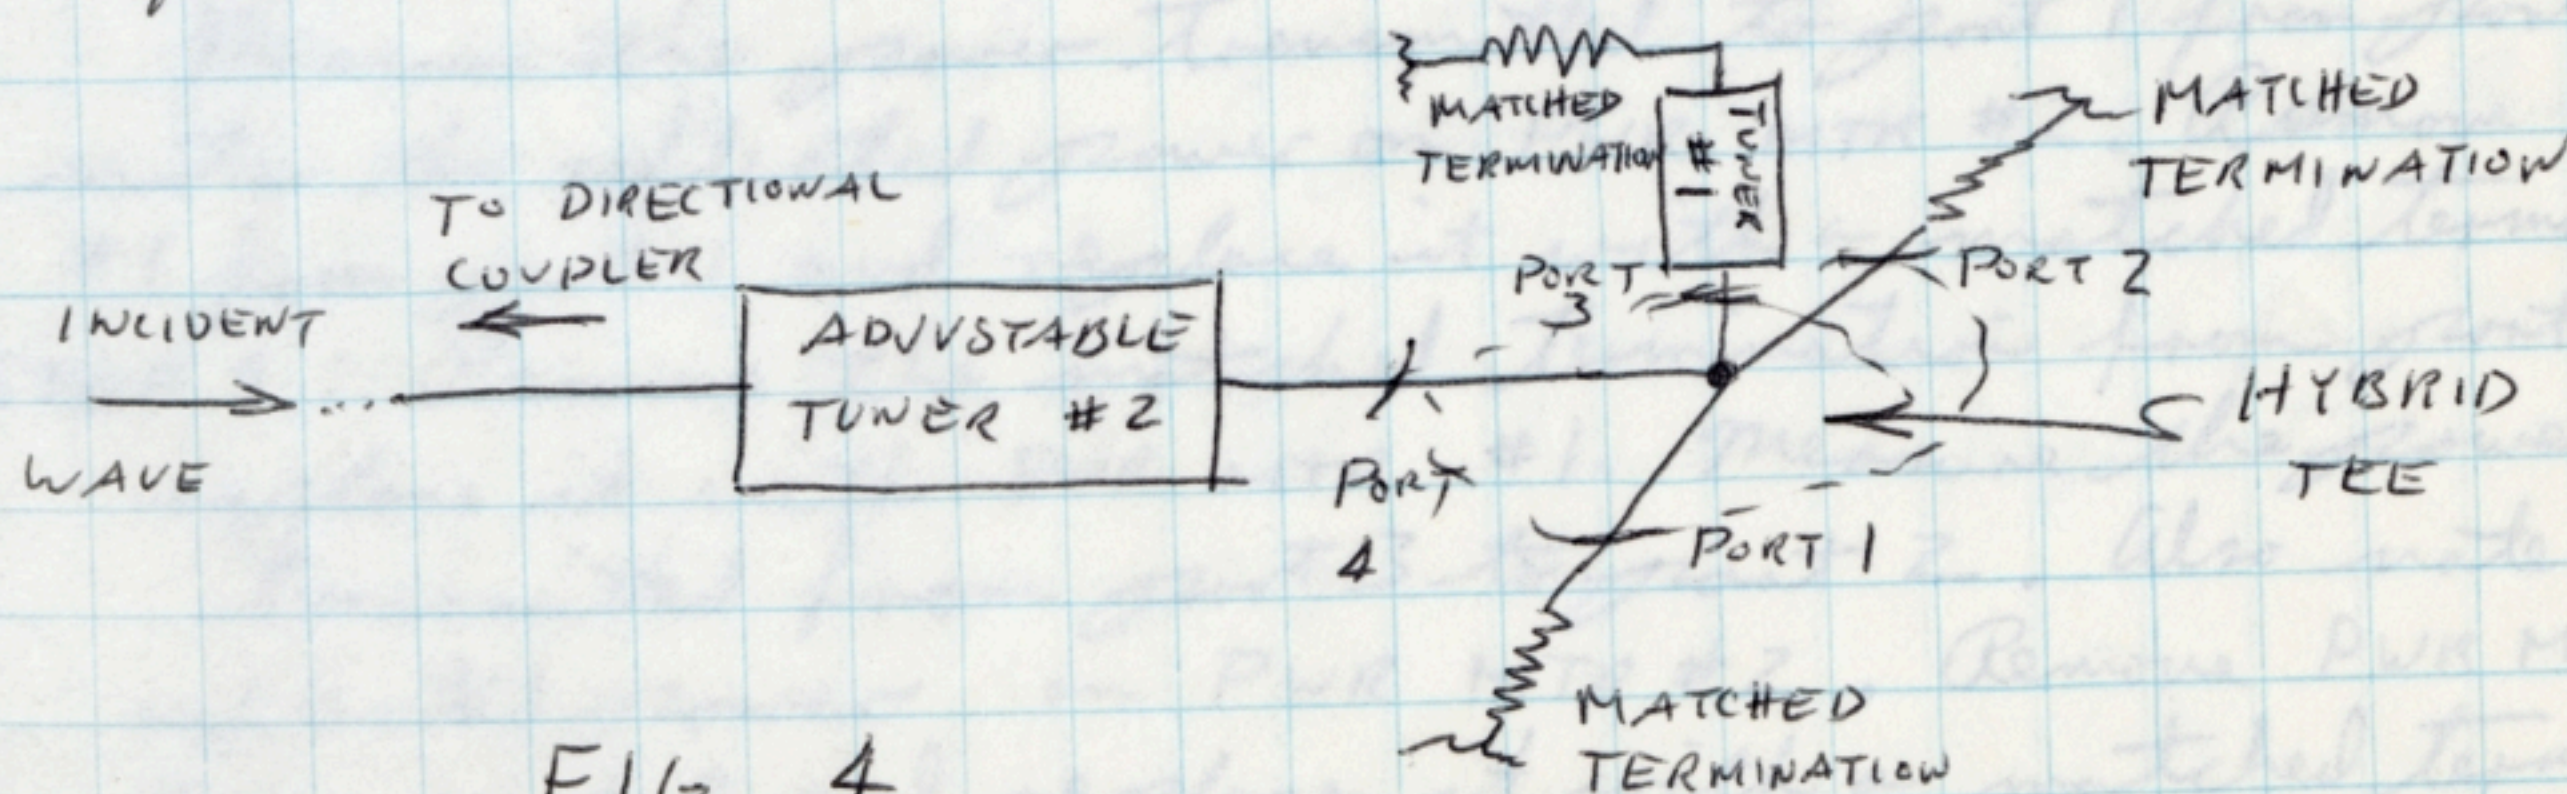 MATCHED
TERMINATION
TUNER
#1
MATCHED
TERMINATION
TO DIRECTIONAL
COUPLER
PORT
3
PORT 2
INCIDENT
WAVE
ADJUSTABLE
TUNER #2
HYBRID
TEE
PORT
4
PORT 1
MATCHED
TERMINATION
FIG 4